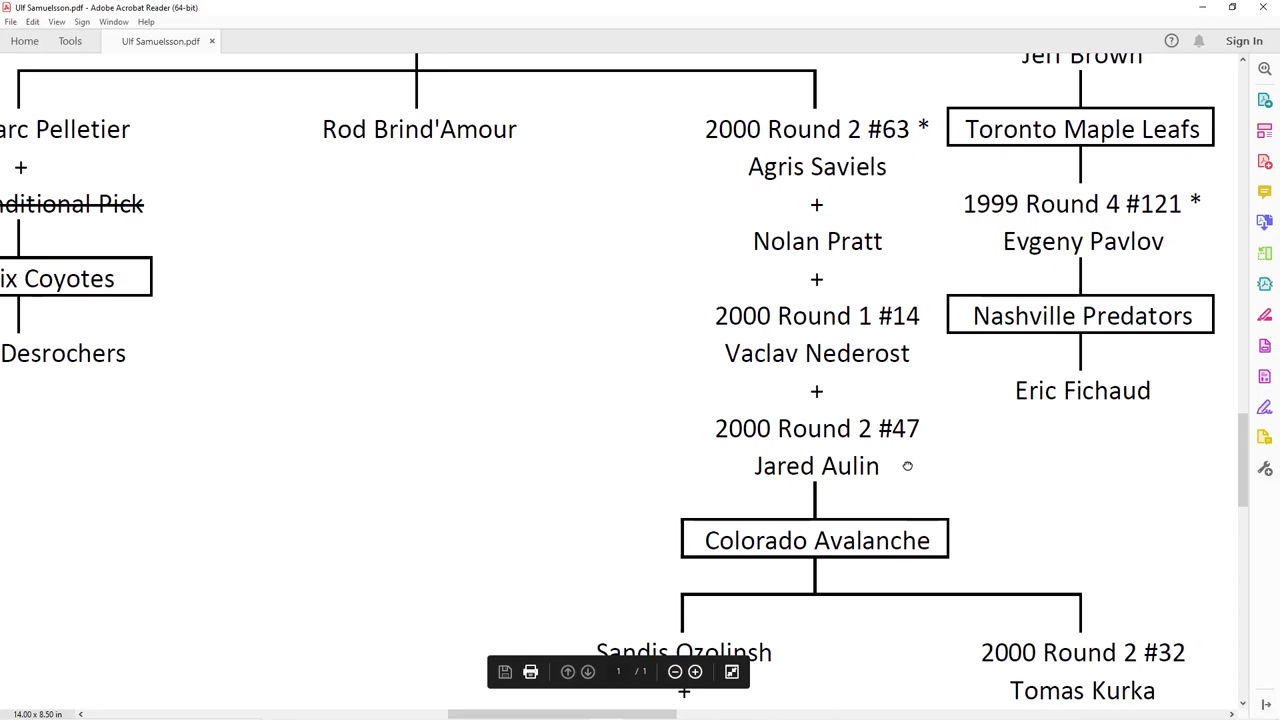 Ulf Samuelsson.pdf - Adobe Acrobat Reader (64-bit)
File Edit View Sign Window Help
Home Tools Ulf Samuelsson.pdf × Sign In
Jeff Brown
arc Pelletier
+
nditional Pick
ix Coyotes
Desrochers
Rod Brind'Amour
2000 Round 2 #63 *
Agris Saviels
+
Nolan Pratt
+
2000 Round 1 #14
Vaclav Nederost
+
2000 Round 2 #47
Jared Aulin
Colorado Avalanche
Sandis Ozolinsh
+
2000 Round 2 #32
Tomas Kurka
Toronto Maple Leafs
1999 Round 4 #121 *
Evgeny Pavlov
Nashville Predators
Eric Fichaud
1 / 1
14.00 x 8.50 in